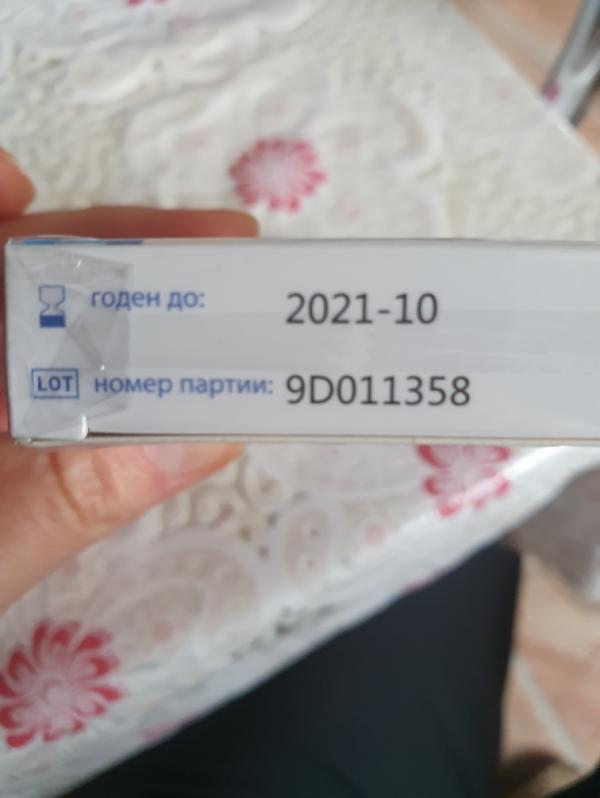 годен до: 2021-10
LOT номер партии: 9D011358